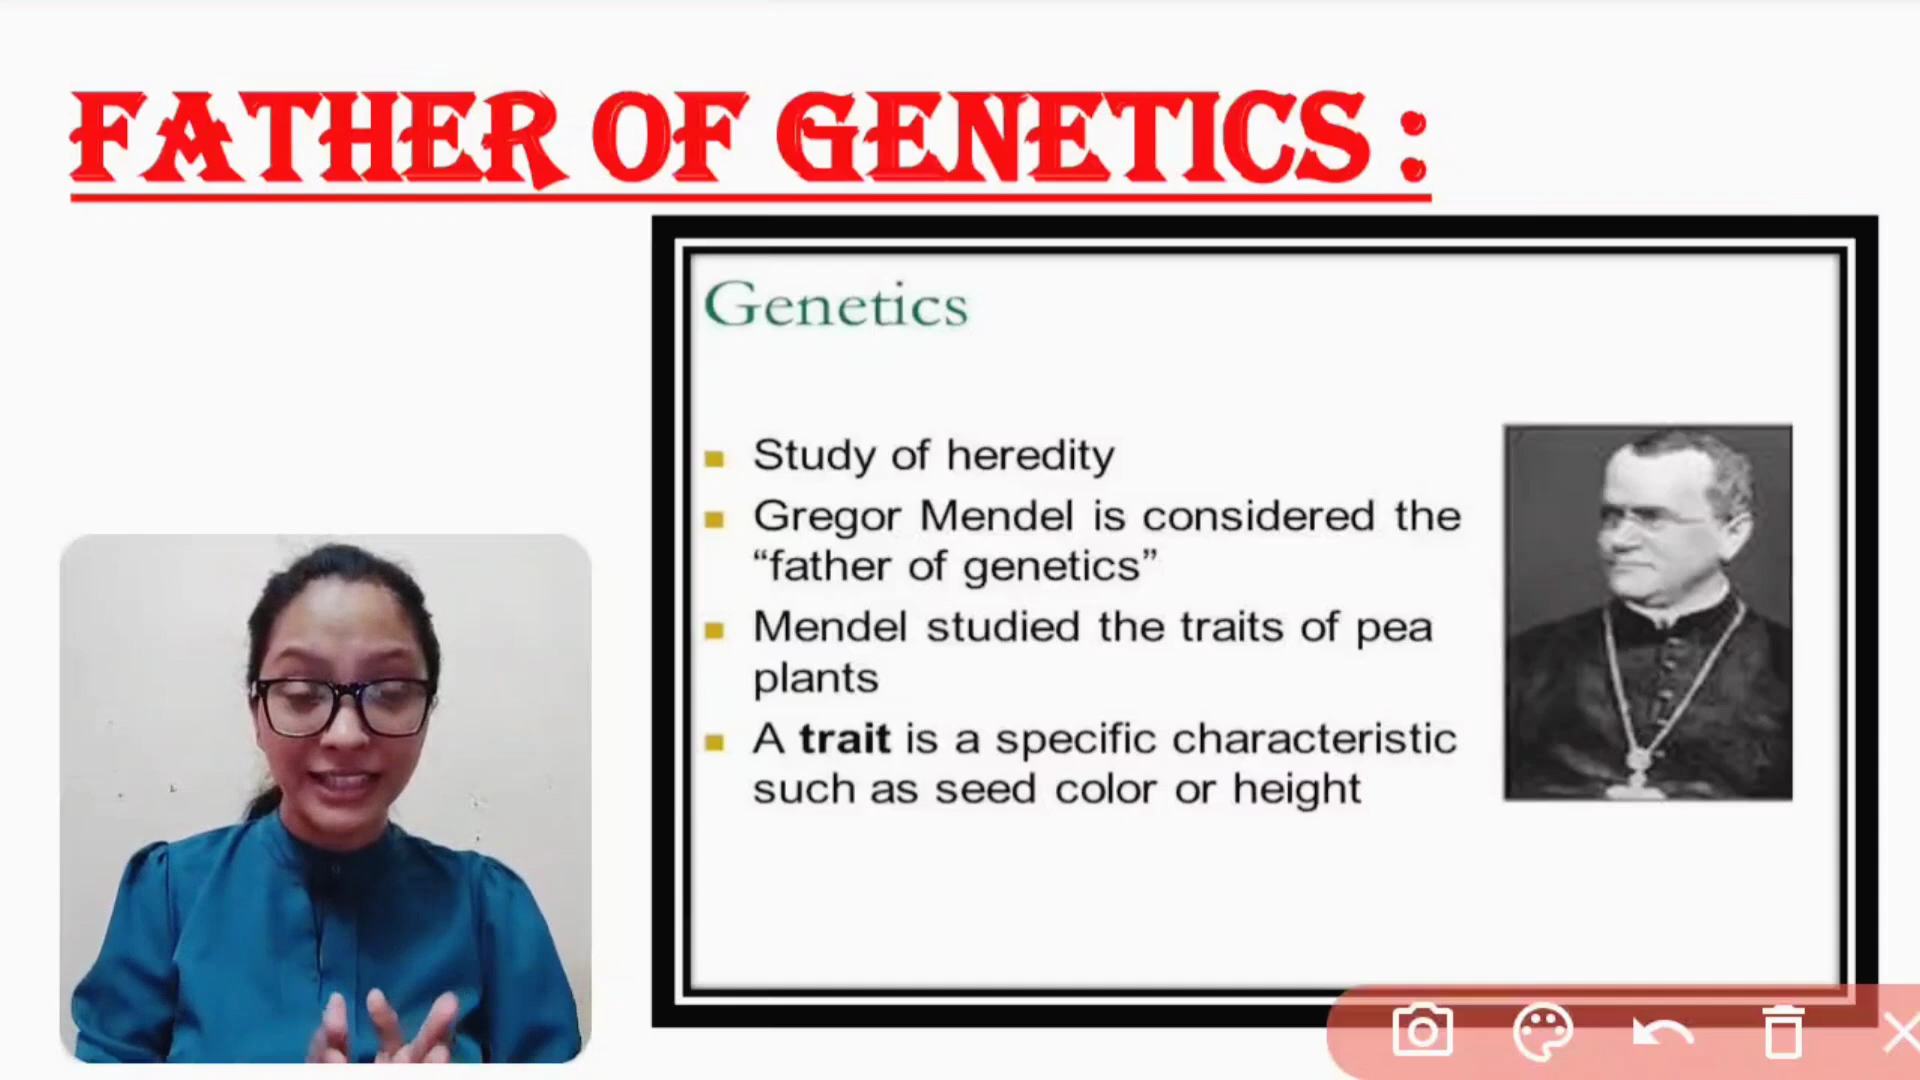 FATHER OF GENETICS :
Genetics
Study of heredity
Gregor Mendel is considered the
“father of genetics”
Mendel studied the traits of pea
plants
A trait is a specific characteristic
such as seed color or height